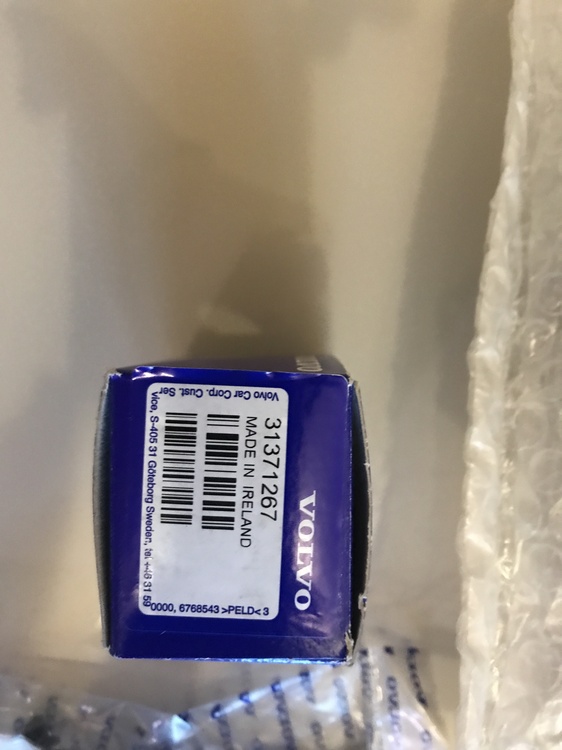 VOLVO
31371267
MADE IN IRELAND
Volvo Car Corp. Cust. Ser
vice, S-405 31 Göteborg Sweden, tel +46 31 59
0000, 6768543 >PELD< 3